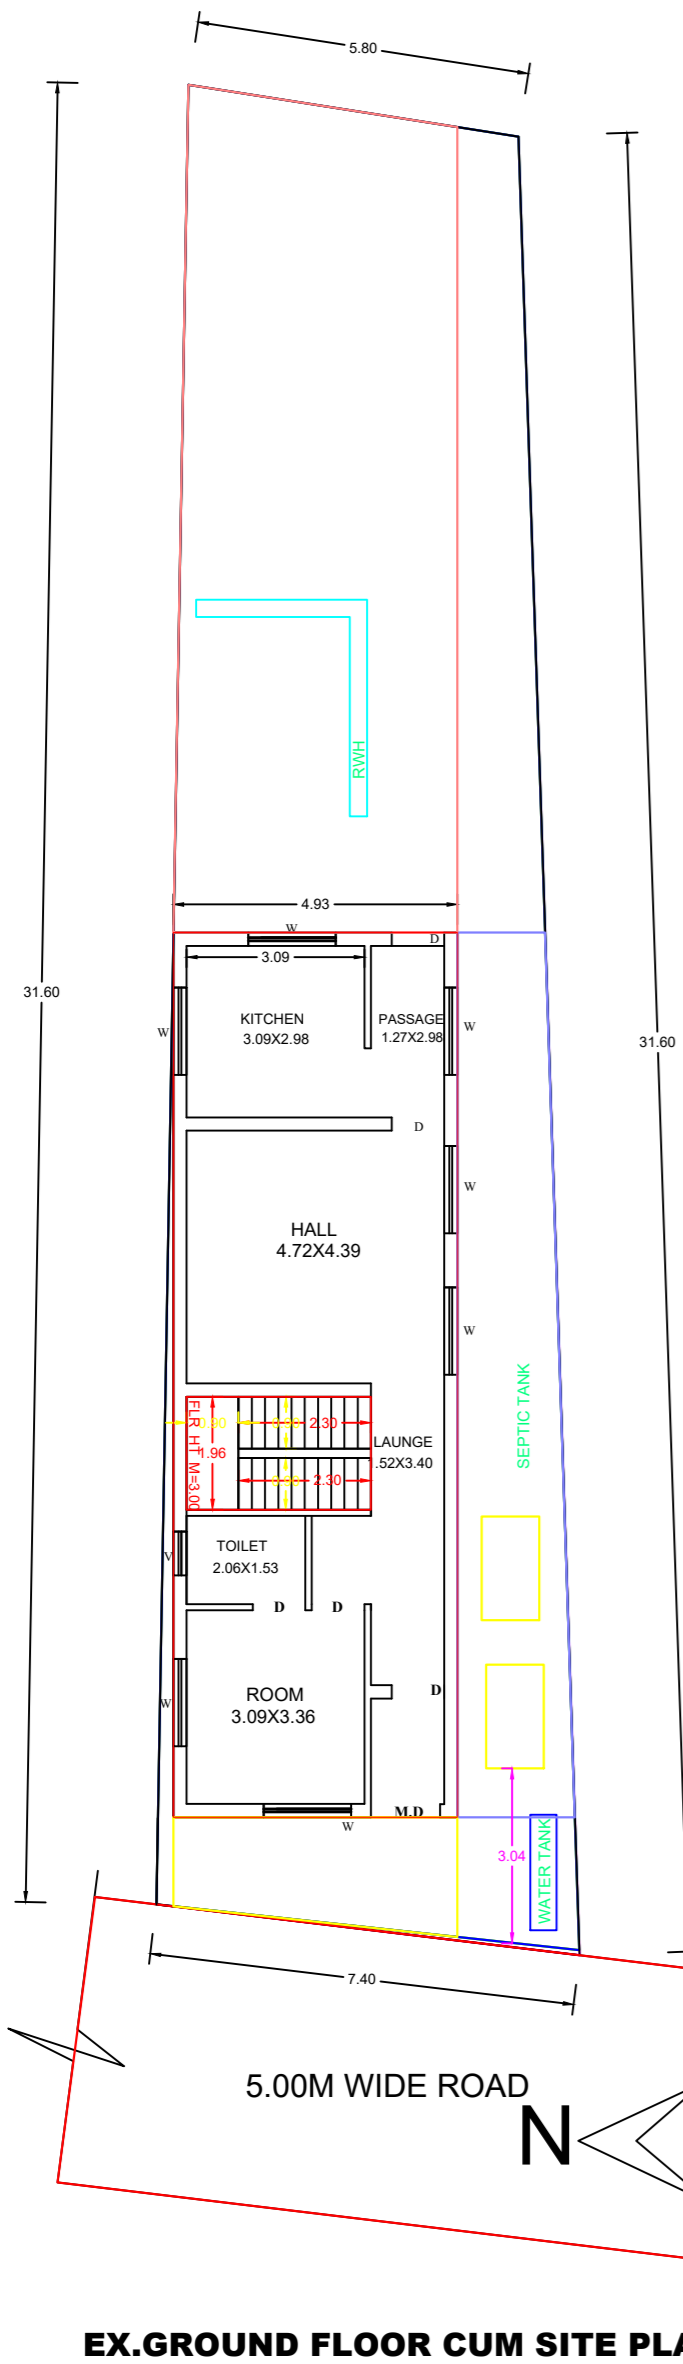 5.80
31.60
31.60
RWH
4.93
W
D
3.09
KITCHEN
3.09X2.98
PASSAGE
1.27X2.98
W
W
D
HALL
4.72X4.39
W
W
SEPTIC TANK
FLR HT M=3.00
0.90
0.90
2.30
1.96
0.90
2.30
LAUNGE
.52X3.40
TOILET
2.06X1.53
V
D
D
ROOM
3.09X3.36
W
D
M.D
W
3.04
WATER TANK
7.40
5.00M WIDE ROAD
N
EX.GROUND FLOOR CUM SITE PLA